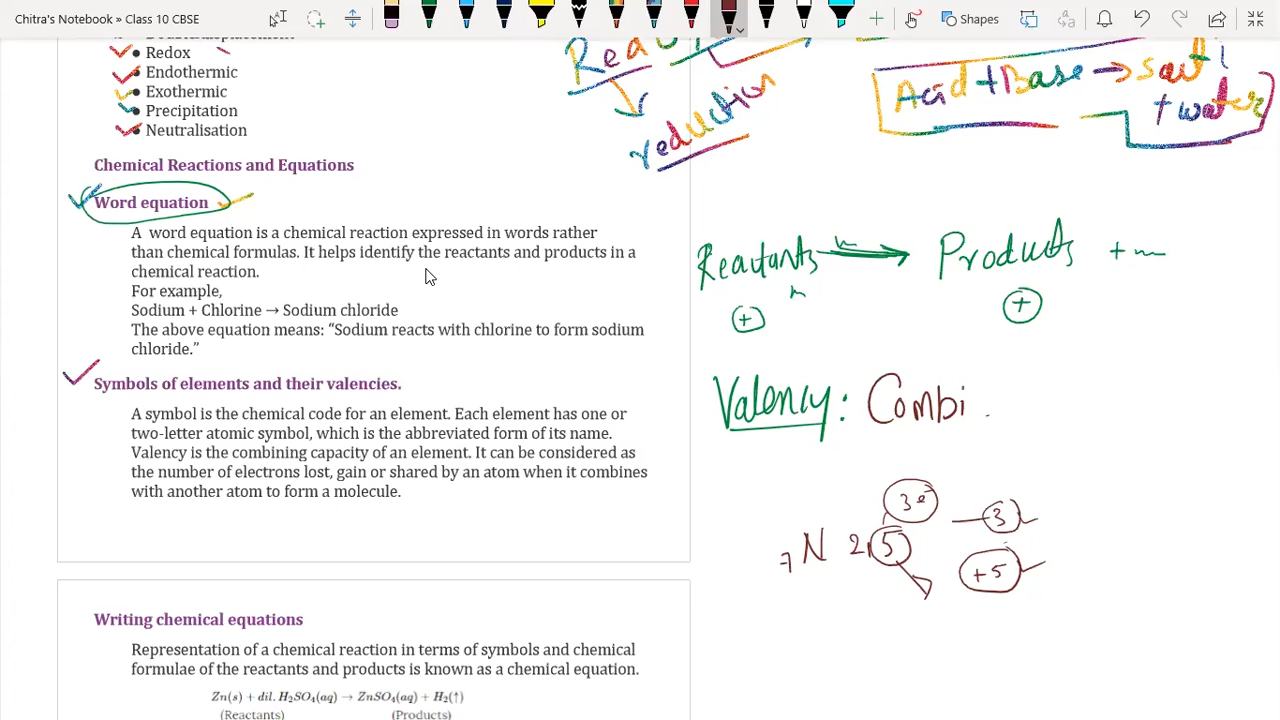 Chitra's Notebook » Class 10 CBSE
Shapes
• Redox
• Endothermic
• Exothermic
• Precipitation
• Neutralisation
Chemical Reactions and Equations
Word equation
A word equation is a chemical reaction expressed in words rather
than chemical formulas. It helps identify the reactants and products in a
chemical reaction.
For example,
Sodium + Chlorine → Sodium chloride
The above equation means: “Sodium reacts with chlorine to form sodium
chloride.”
Symbols of elements and their valencies.
A symbol is the chemical code for an element. Each element has one or
two-letter atomic symbol, which is the abbreviated form of its name.
Valency is the combining capacity of an element. It can be considered as
the number of electrons lost, gain or shared by an atom when it combines
with another atom to form a molecule.
Writing chemical equations
Representation of a chemical reaction in terms of symbols and chemical
formulae of the reactants and products is known as a chemical equation.
Zn(s) + dil. H₂SO₄(aq) → ZnSO₄(aq) + H₂(↑)
(Reactants) (Products)
reduction
Acid + Base → salt
+ water
Reactants → Products +
+ +
Valency : Combi
3e⁻
-3
₇N 2,5
+5